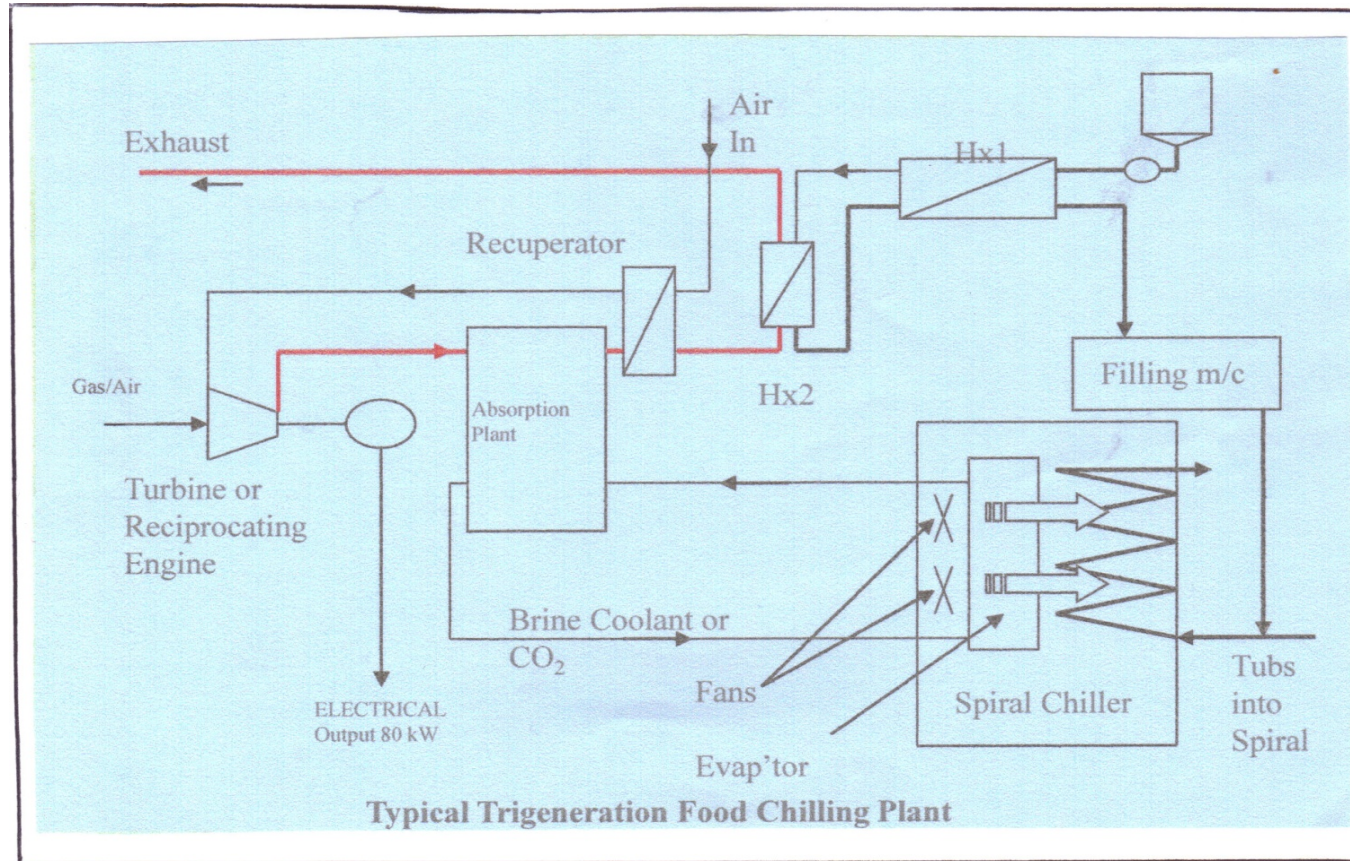 Air
In
Exhaust
Hx1
Recuperator
Gas/Air
Absorption
Plant
Hx2
Filling m/c
Turbine or
Reciprocating
Engine
Brine Coolant or
CO₂
Fans
Spiral Chiller
Tubs
into
Spiral
ELECTRICAL
Output 80 kW
Evap'tor
Typical Trigeneration Food Chilling Plant